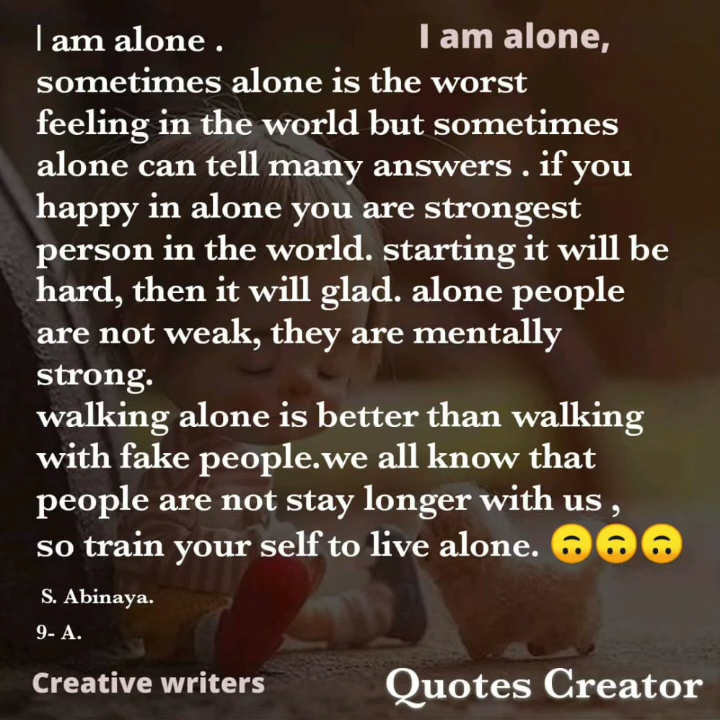 I am alone .
I am alone,
sometimes alone is the worst
feeling in the world but sometimes
alone can tell many answers . if you
happy in alone you are strongest
person in the world. starting it will be
hard, then it will glad. alone people
are not weak, they are mentally
strong.
walking alone is better than walking
with fake people.we all know that
people are not stay longer with us ,
so train your self to live alone. 🙃🙃🙃
S. Abinaya.
9- A.
Creative writers
Quotes Creator